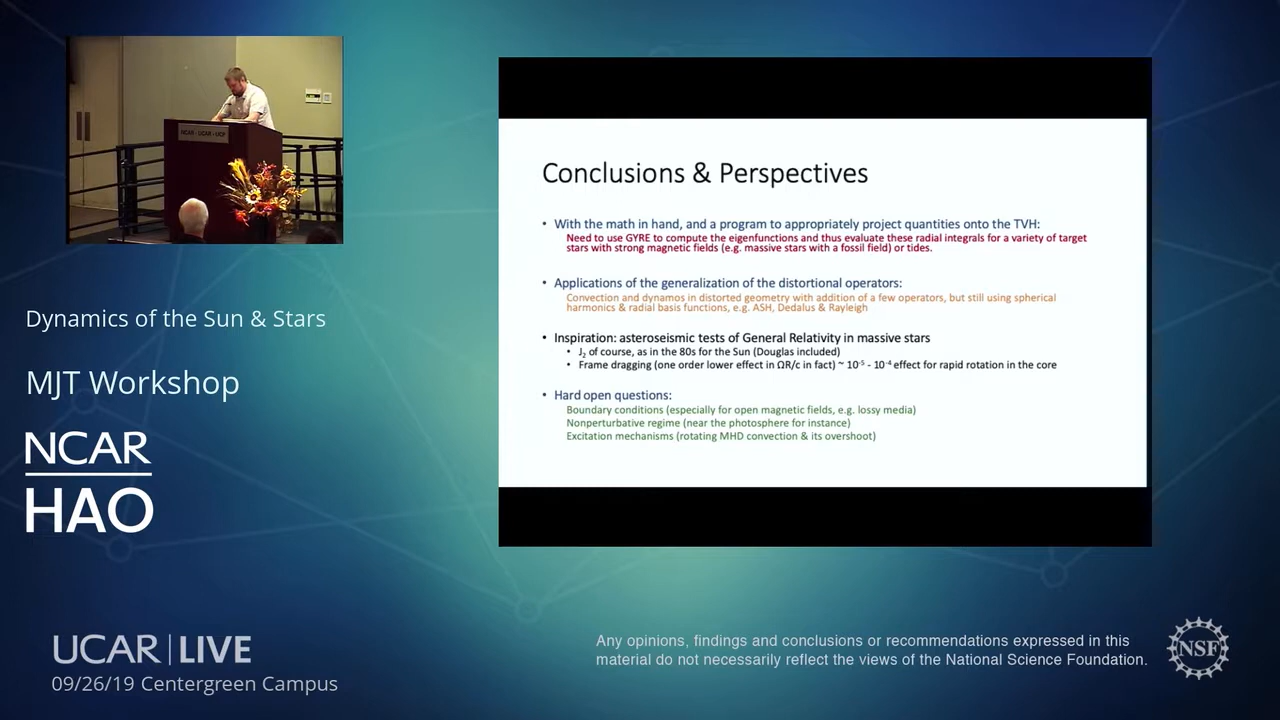 NCAR - UCAR - UCP
Dynamics of the Sun & Stars
MJT Workshop
NCAR
HAO
UCAR | LIVE
09/26/19 Centergreen Campus
Conclusions & Perspectives
• With the math in hand, and a program to appropriately project quantities onto the TVH:
Need to use GYRE to compute the eigenfunctions and thus evaluate these radial integrals for a variety of target
stars with strong magnetic fields (e.g. massive stars with a fossil field) or tides.
• Applications of the generalization of the distortional operators:
Convection and dynamos in distorted geometry with addition of a few operators, but still using spherical
harmonics & radial basis functions, e.g. ASH, Dedalus & Rayleigh
• Inspiration: asteroseismic tests of General Relativity in massive stars
• J₂ of course, as in the 80s for the Sun (Douglas included)
• Frame dragging (one order lower effect in ΩR/c in fact) ~ 10⁻⁵ - 10⁻⁴ effect for rapid rotation in the core
• Hard open questions:
Boundary conditions (especially for open magnetic fields, e.g. lossy media)
Nonperturbative regime (near the photosphere for instance)
Excitation mechanisms (rotating MHD convection & its overshoot)
Any opinions, findings and conclusions or recommendations expressed in this
material do not necessarily reflect the views of the National Science Foundation.
NSF